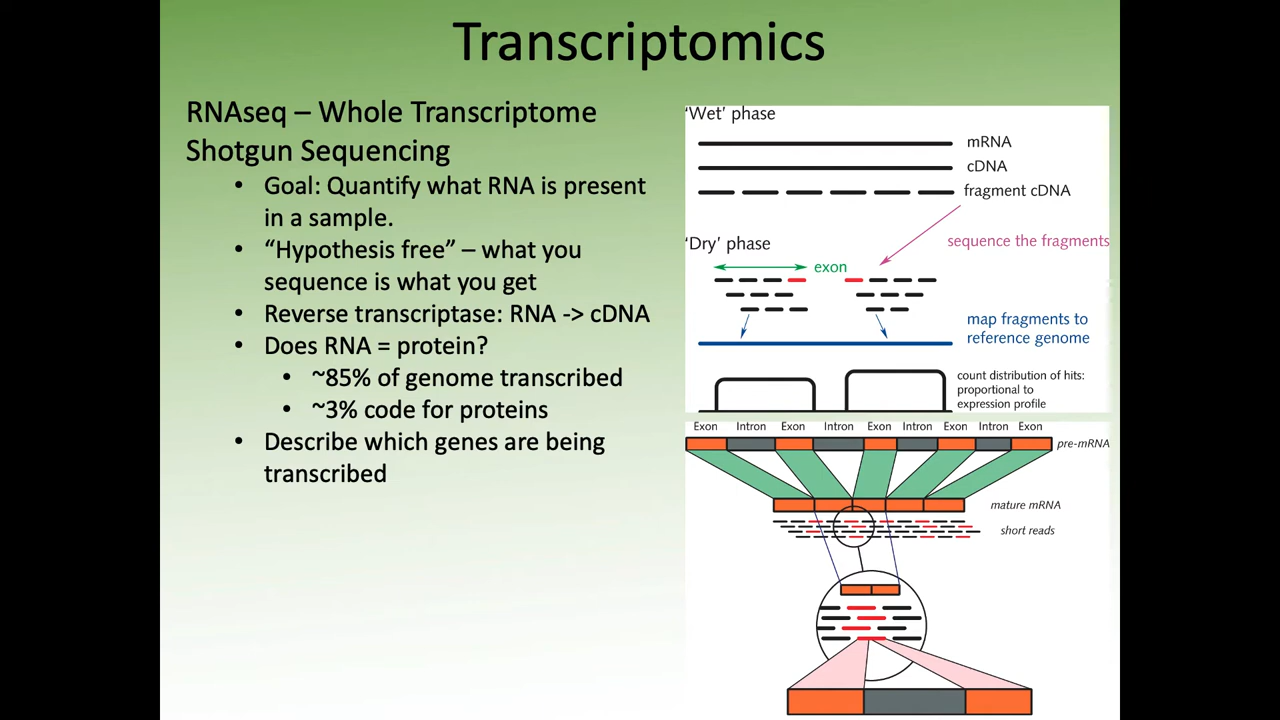 Transcriptomics
RNAseq – Whole Transcriptome
Shotgun Sequencing
• Goal: Quantify what RNA is present
in a sample.
• “Hypothesis free” – what you
sequence is what you get
• Reverse transcriptase: RNA -> cDNA
• Does RNA = protein?
• ~85% of genome transcribed
• ~3% code for proteins
• Describe which genes are being
transcribed
‘Wet’ phase
mRNA
cDNA
fragment cDNA
‘Dry’ phase
sequence the fragments
exon
map fragments to
reference genome
count distribution of hits:
proportional to
expression profile
Exon Intron Exon Intron Exon Intron Exon Intron Exon
pre-mRNA
mature mRNA
short reads